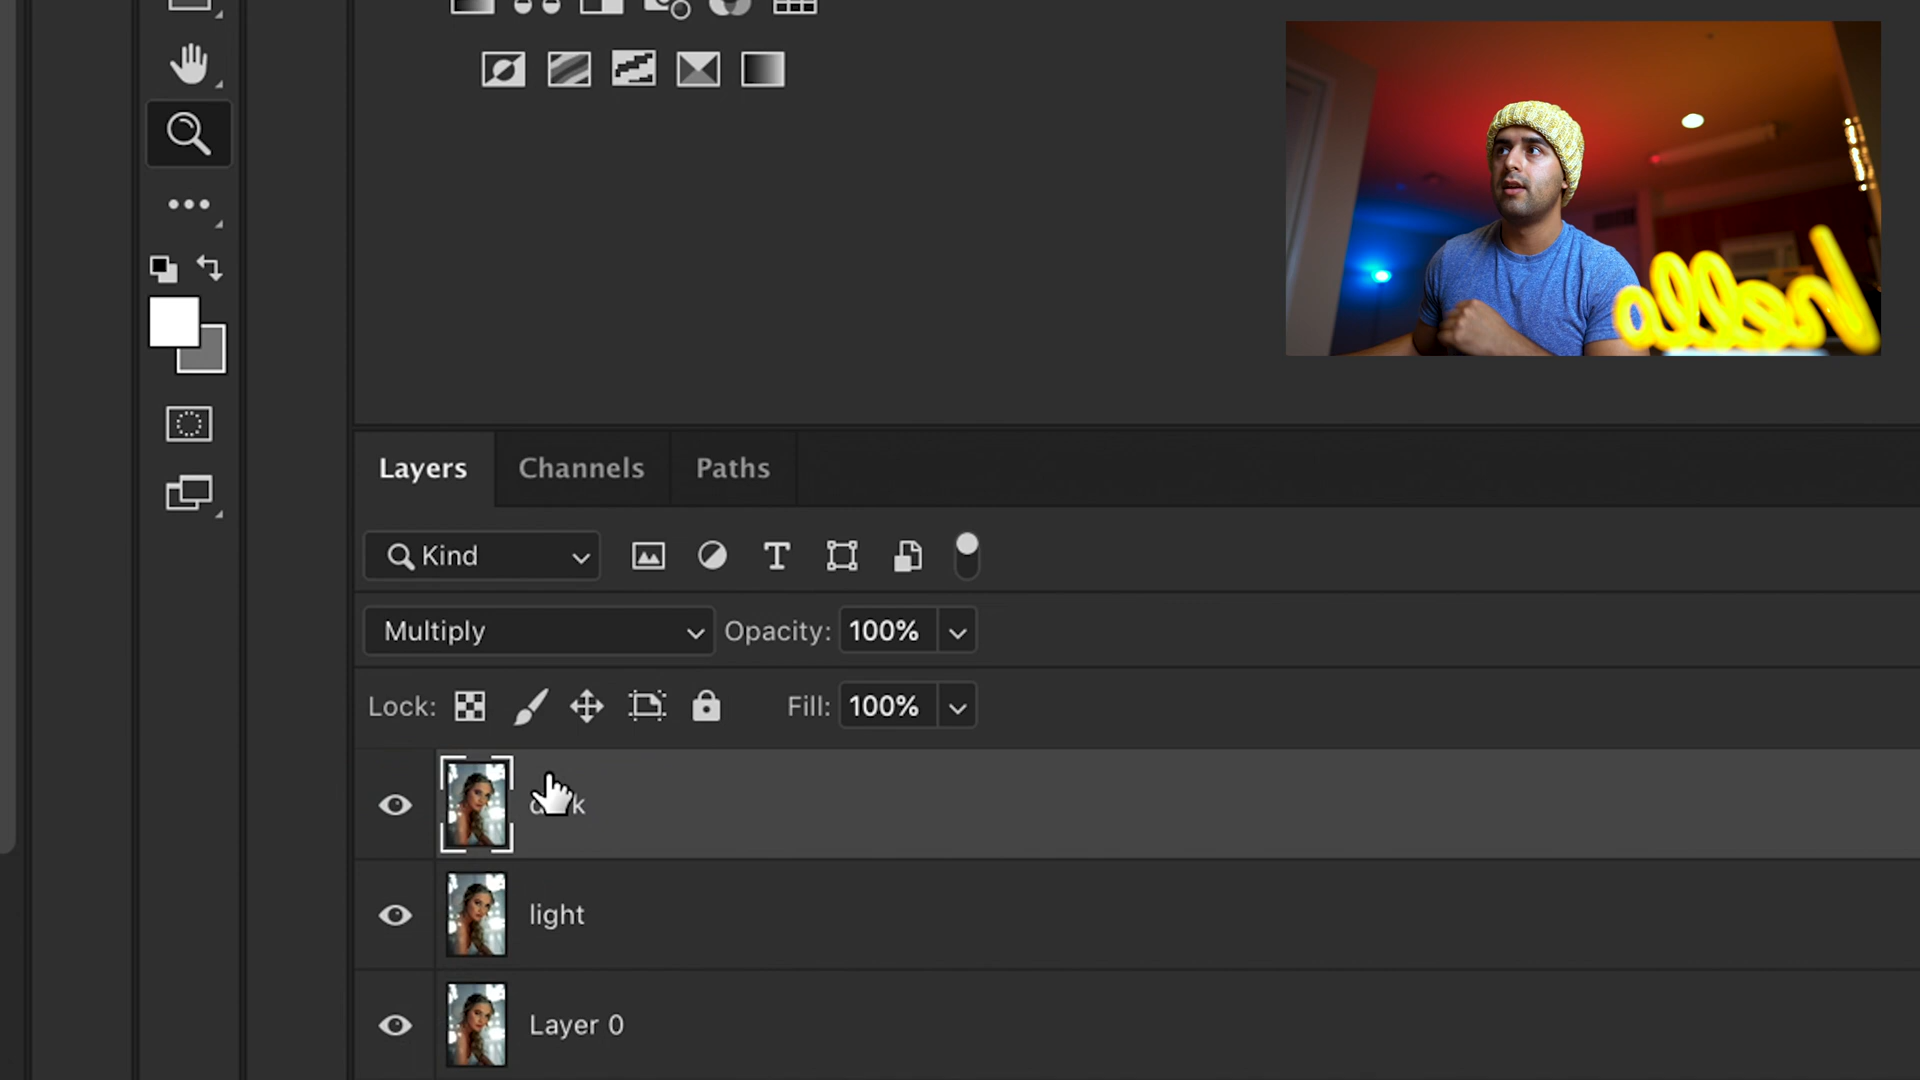 hello
Layers Channels Paths
Kind
Multiply Opacity: 100%
Lock: Fill: 100%
light
Layer 0